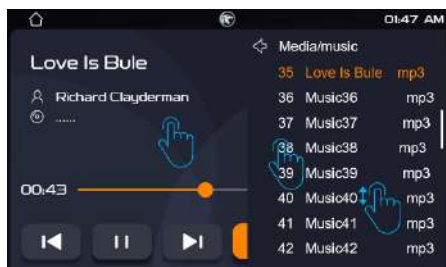 01:47 AM
Media/music
Love Is Bule
Richard Clayderman
......
00:43
35 Love Is Bule mp3
36 Music36 mp3
37 Music37 mp3
38 Music38 mp3
39 Music39 mp3
40 Music40 mp3
41 Music41 mp3
42 Music42 mp3